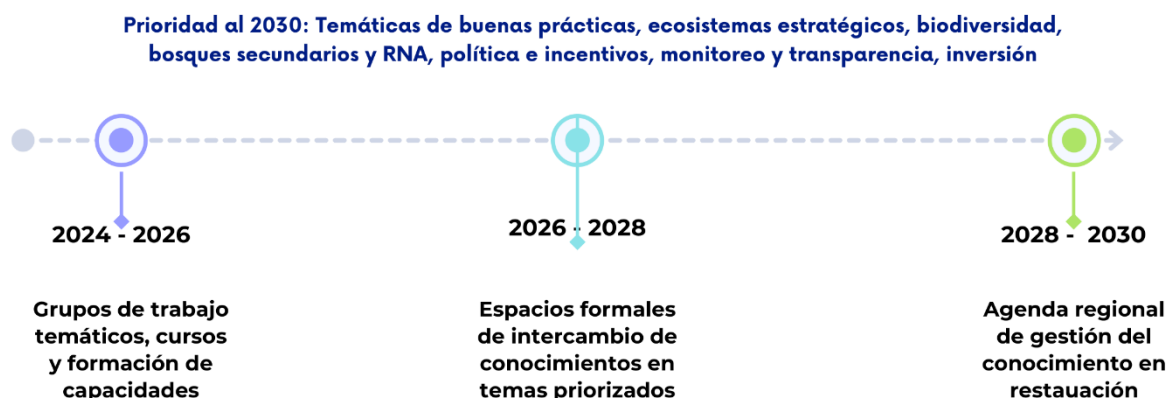 Prioridad al 2030: Temáticas de buenas prácticas, ecosistemas estratégicos, biodiversidad,
bosques secundarios y RNA, política e incentivos, monitoreo y transparencia, inversión
2024 - 2026
Grupos de trabajo
temáticos, cursos
y formación de
capacidades
2026 - 2028
Espacios formales
de intercambio de
conocimientos en
temas priorizados
2028 - 2030
Agenda regional
de gestión del
conocimiento en
restauación